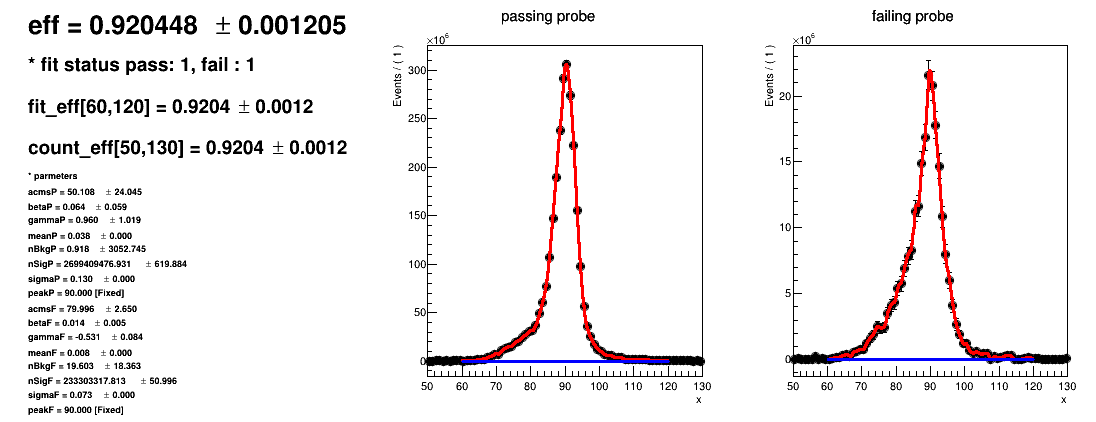 eff = 0.920448 ± 0.001205
* fit status pass: 1, fail : 1
fit_eff[60,120] = 0.9204 ± 0.0012
count_eff[50,130] = 0.9204 ± 0.0012
* parmeters
acmsP = 50.108 ± 24.045
betaP = 0.064 ± 0.059
gammaP = 0.960 ± 1.019
meanP = 0.038 ± 0.000
nBkgP = 0.918 ± 3052.745
nSigP = 2699409476.931 ± 619.884
sigmaP = 0.130 ± 0.000
peakP = 90.000 [Fixed]
acmsF = 79.996 ± 2.650
betaF = 0.014 ± 0.005
gammaF = -0.531 ± 0.084
meanF = 0.008 ± 0.000
nBkgF = 19.603 ± 18.363
nSigF = 233303317.813 ± 50.996
sigmaF = 0.073 ± 0.000
peakF = 90.000 [Fixed]
passing probe
×10⁶
Events / ( 1 )
300
250
200
150
100
50
0
50 60 70 80 90 100 110 120 130
x
failing probe
×10⁶
Events / ( 1 )
20
15
10
5
0
50 60 70 80 90 100 110 120 130
x